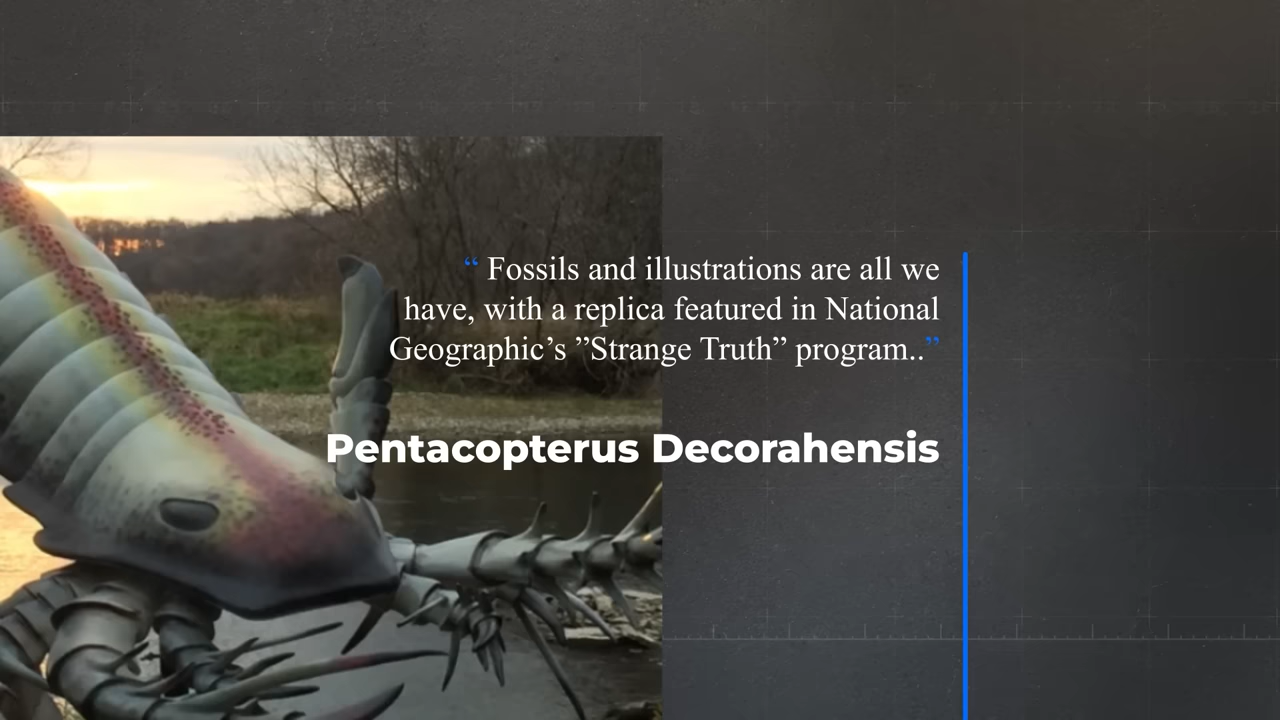 “ Fossils and illustrations are all we
have, with a replica featured in National
Geographic’s ”Strange Truth” program..”
Pentacopterus Decorahensis